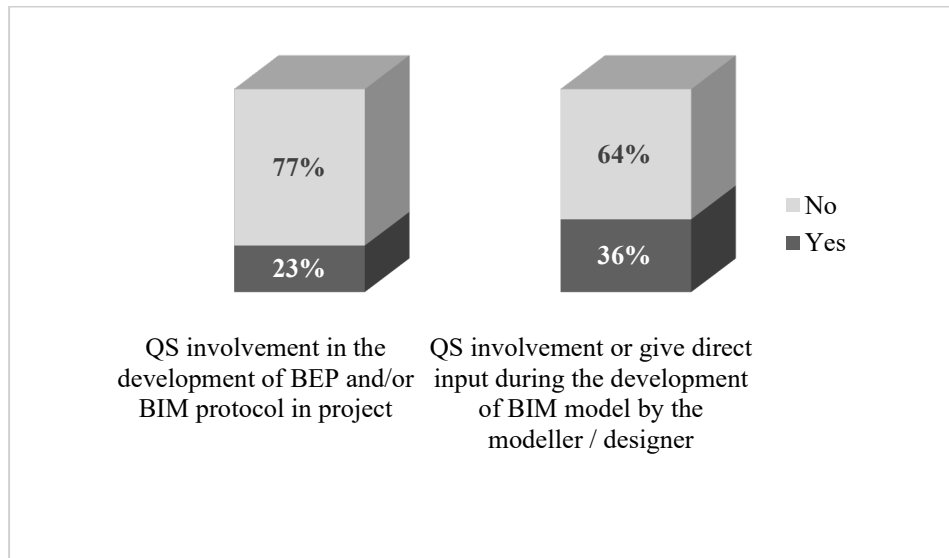 77%
23%
64%
36%
No
Yes
QS involvement in the
development of BEP and/or
BIM protocol in project
QS involvement or give direct
input during the development
of BIM model by the
modeller / designer